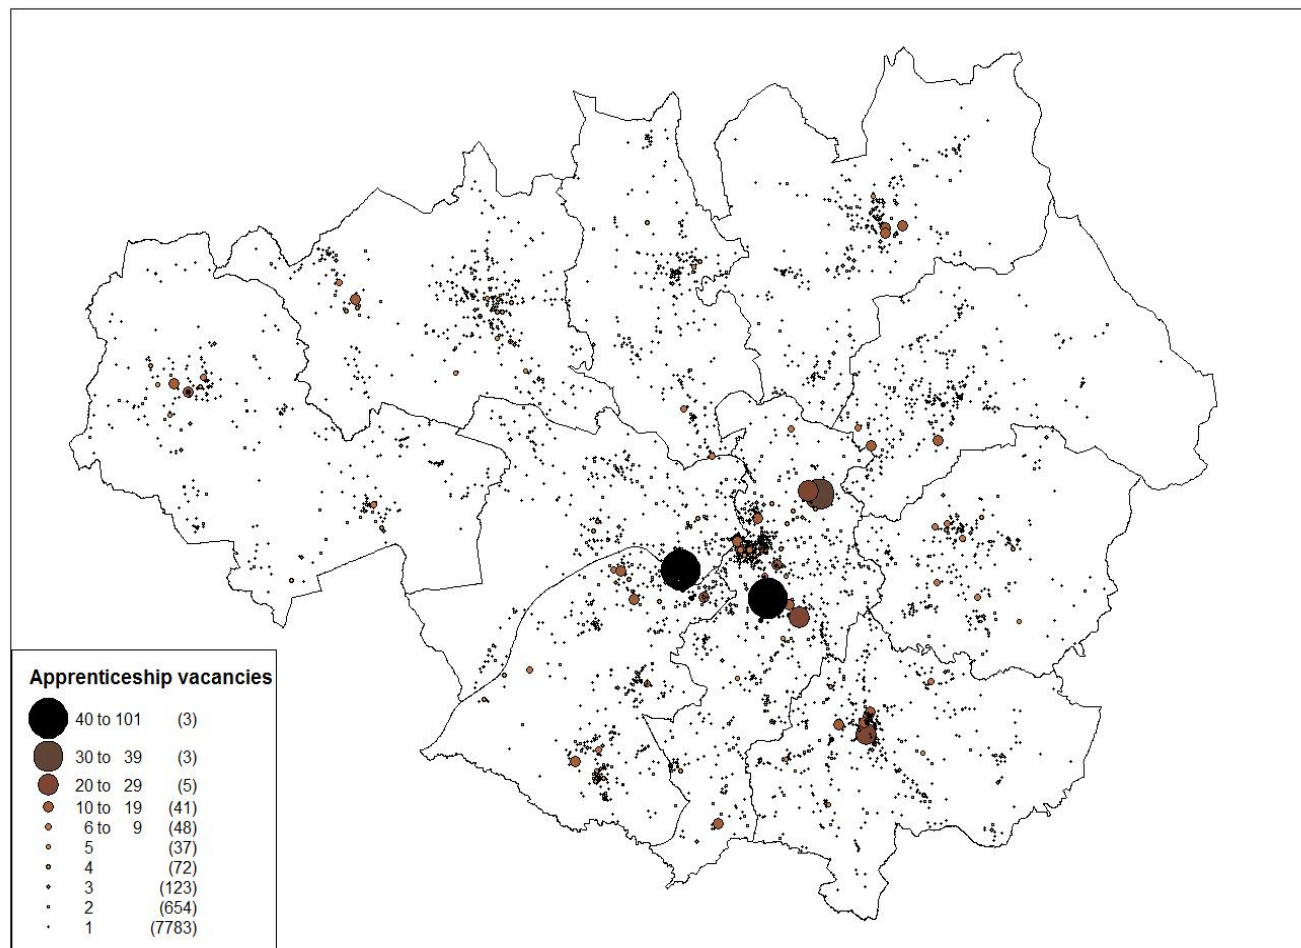 Apprenticeship vacancies
40 to 101 (3)
30 to 39 (3)
20 to 29 (5)
10 to 19 (41)
6 to 9 (48)
5 (37)
4 (72)
3 (123)
2 (654)
1 (7783)